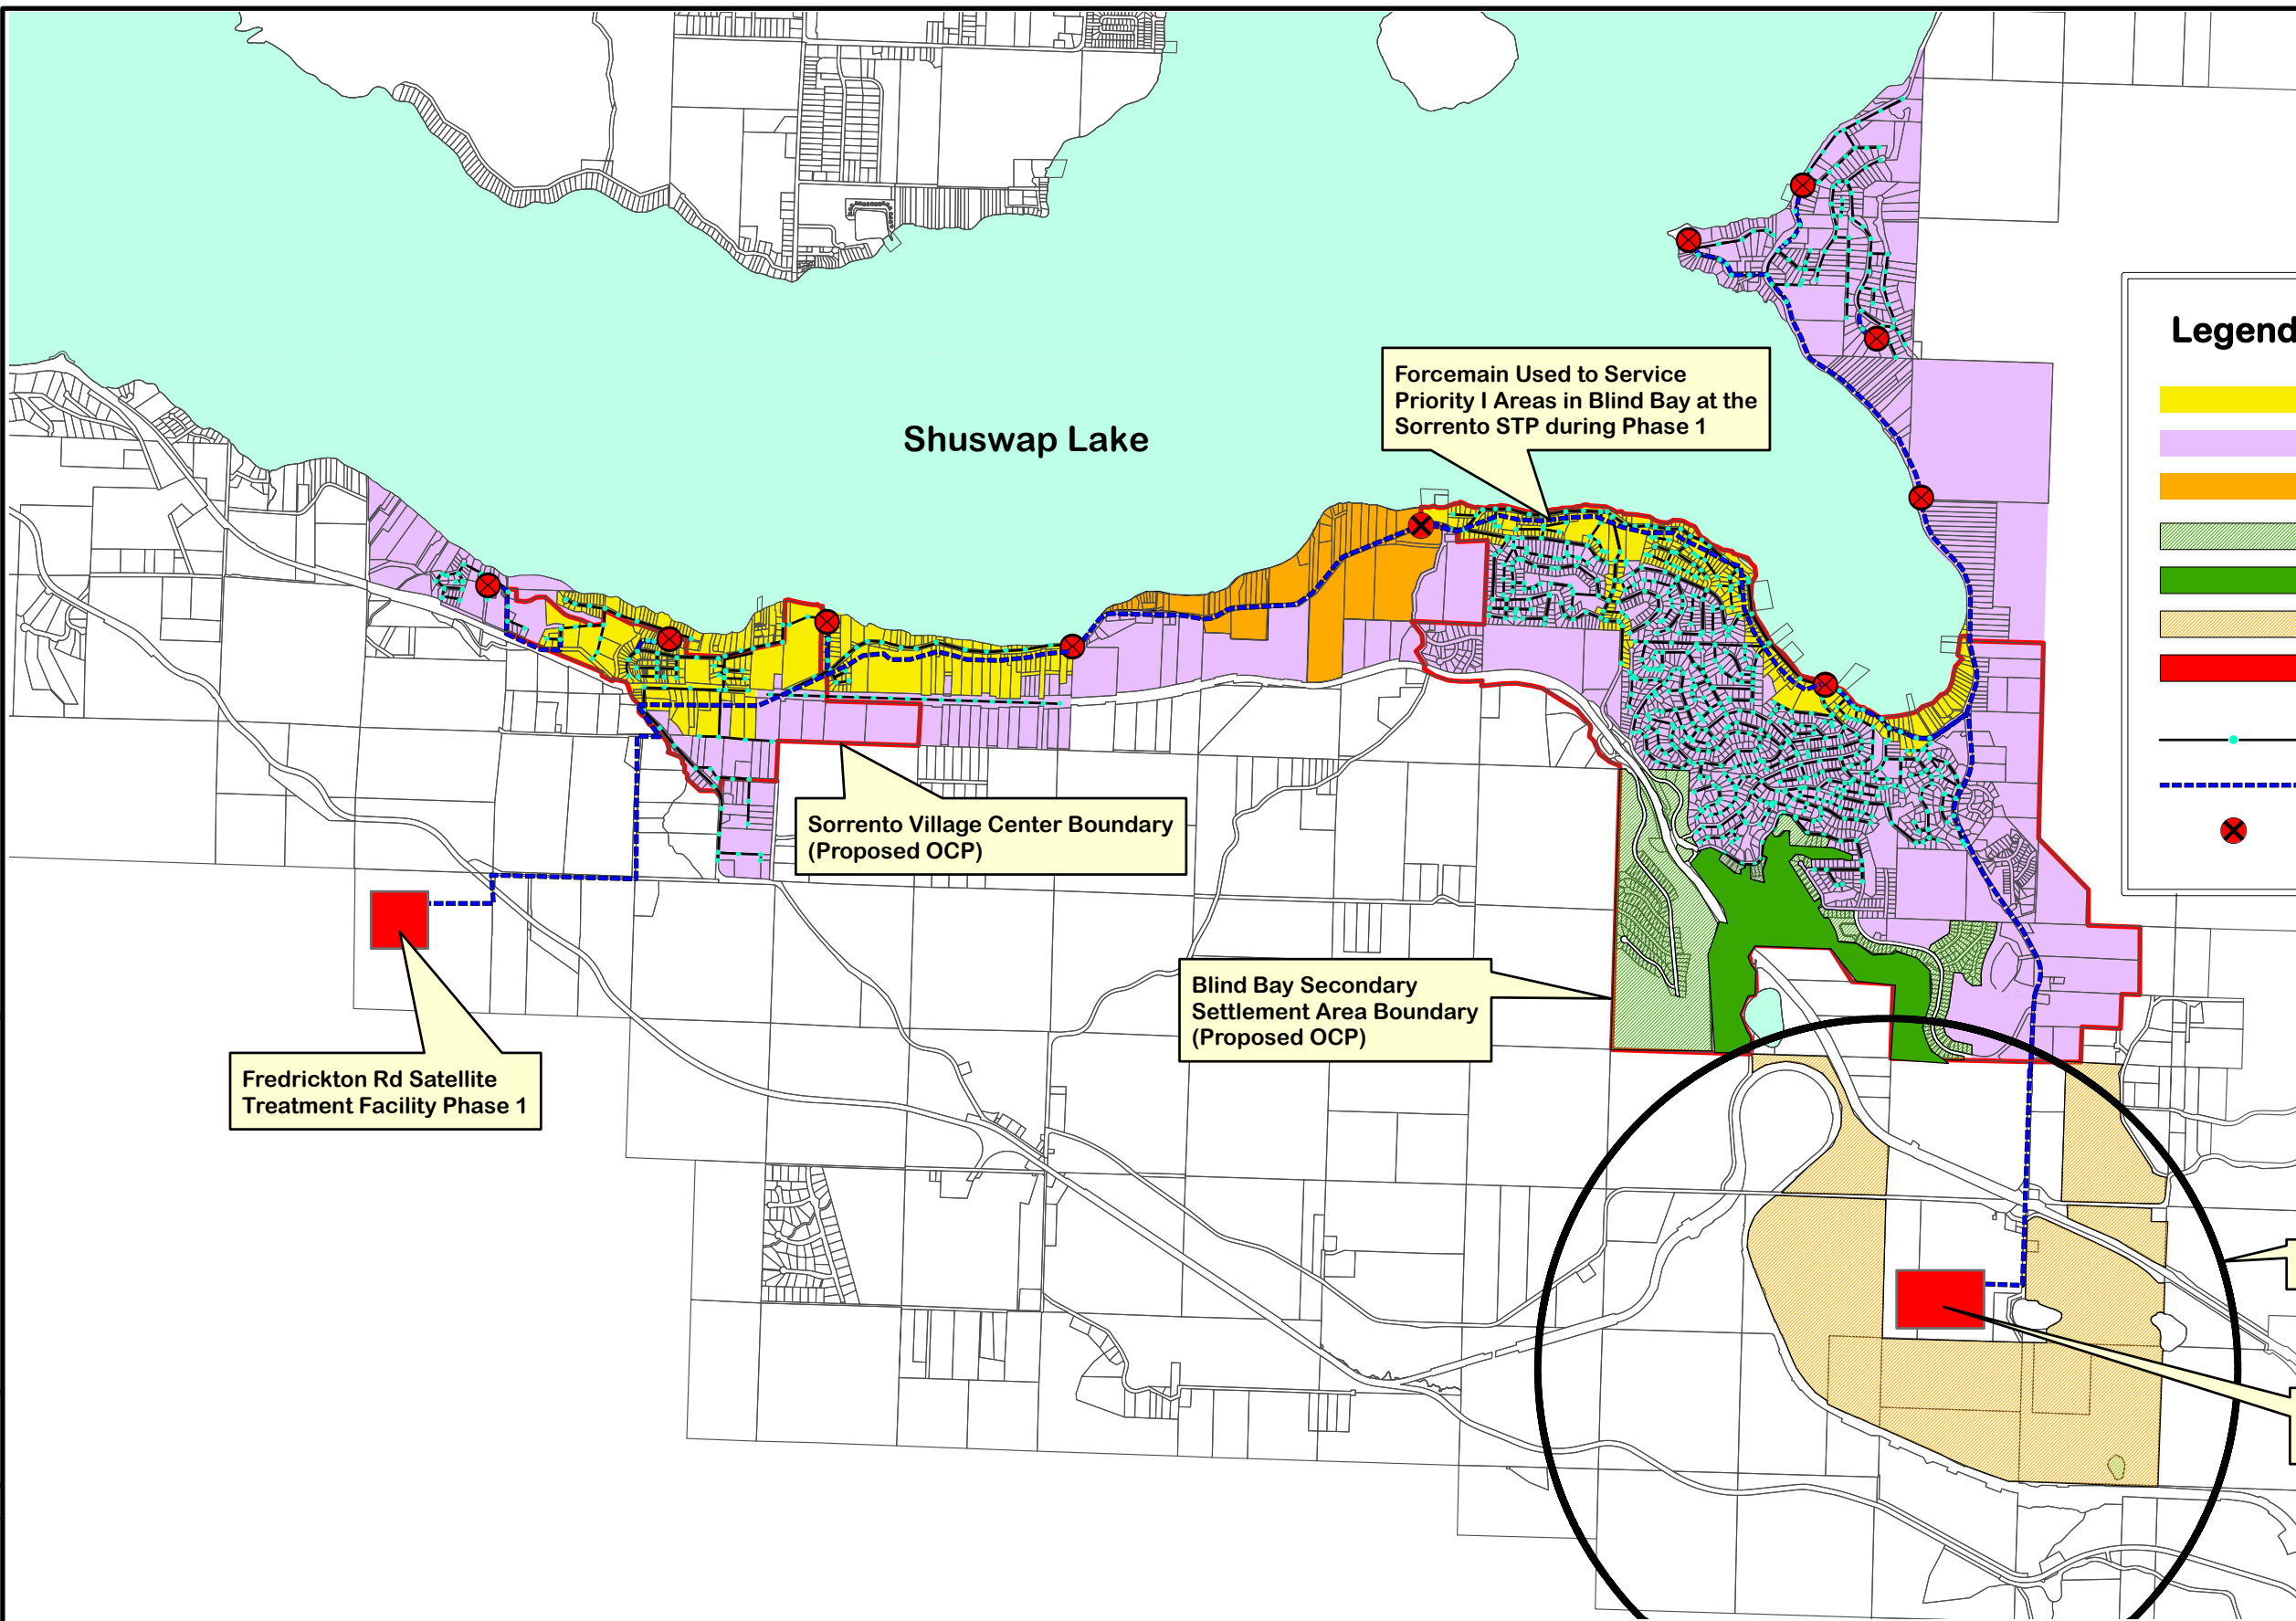 Legend
Forcemain Used to Service
Priority I Areas in Blind Bay at the
Sorrento STP during Phase 1
Shuswap Lake
Sorrento Village Center Boundary
(Proposed OCP)
Blind Bay Secondary
Settlement Area Boundary
(Proposed OCP)
Fredrickton Rd Satellite
Treatment Facility Phase 1